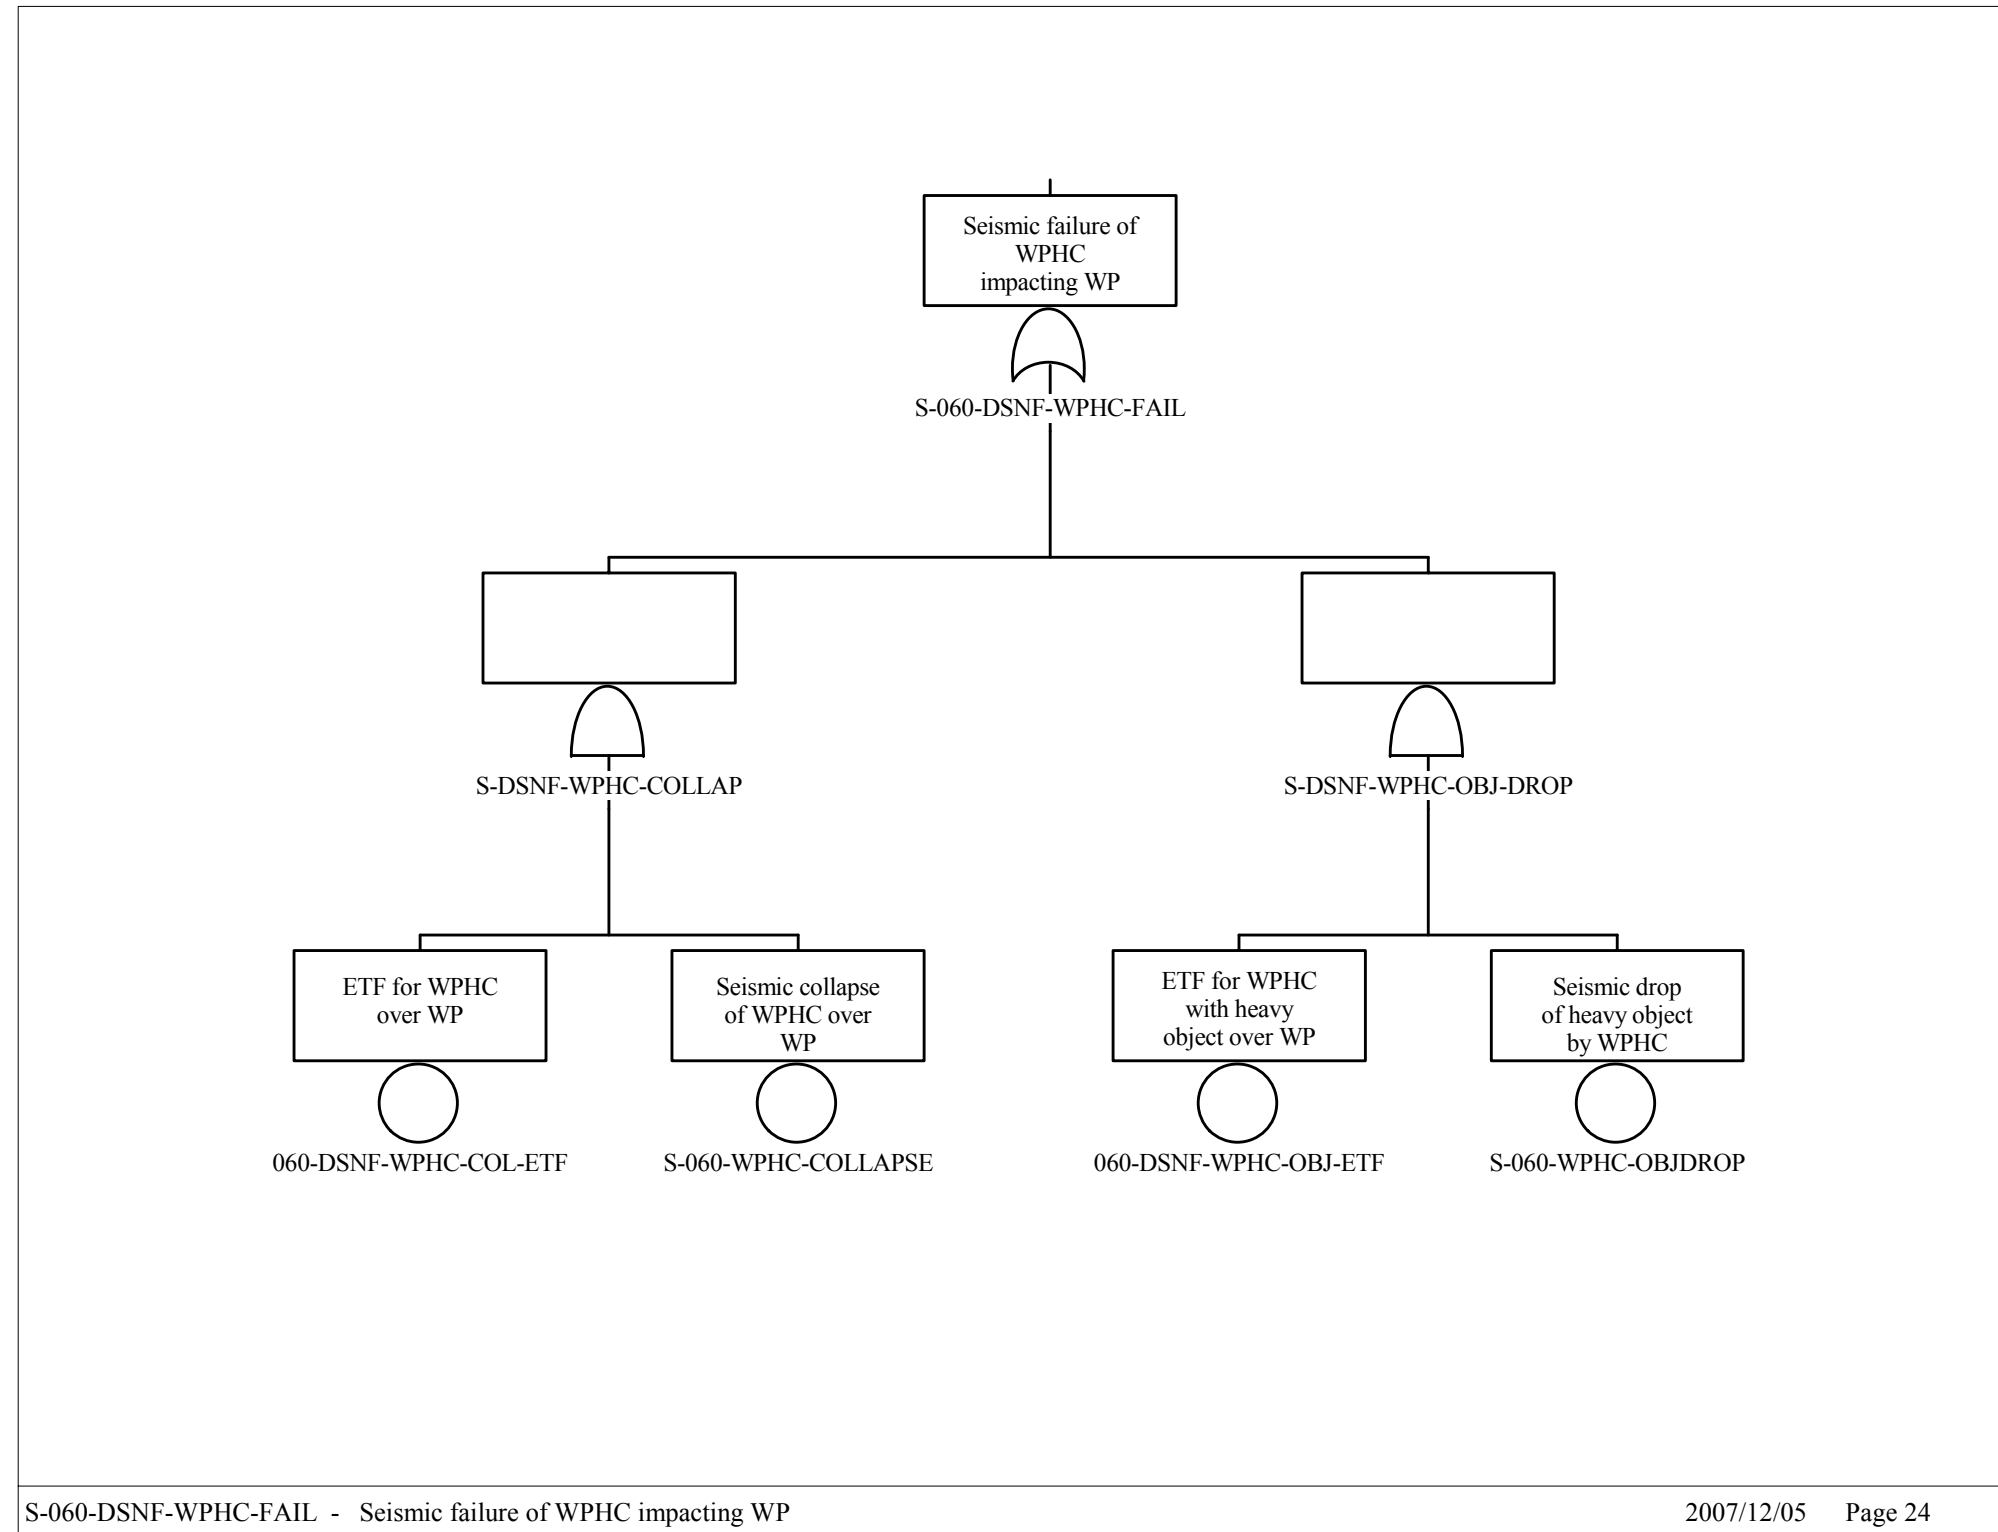 Seismic failure of
WPHC
impacting WP
S-060-DSNF-WPHC-FAIL
S-DSNF-WPHC-COLLAP
S-DSNF-WPHC-OBJ-DROP
ETF for WPHC
over WP
060-DSNF-WPHC-COL-ETF
Seismic collapse
of WPHC over
WP
S-060-WPHC-COLLAPSE
ETF for WPHC
with heavy
object over WP
060-DSNF-WPHC-OBJ-ETF
Seismic drop
of heavy object
by WPHC
S-060-WPHC-OBJDROP
S-060-DSNF-WPHC-FAIL - Seismic failure of WPHC impacting WP
2007/12/05 Page 24